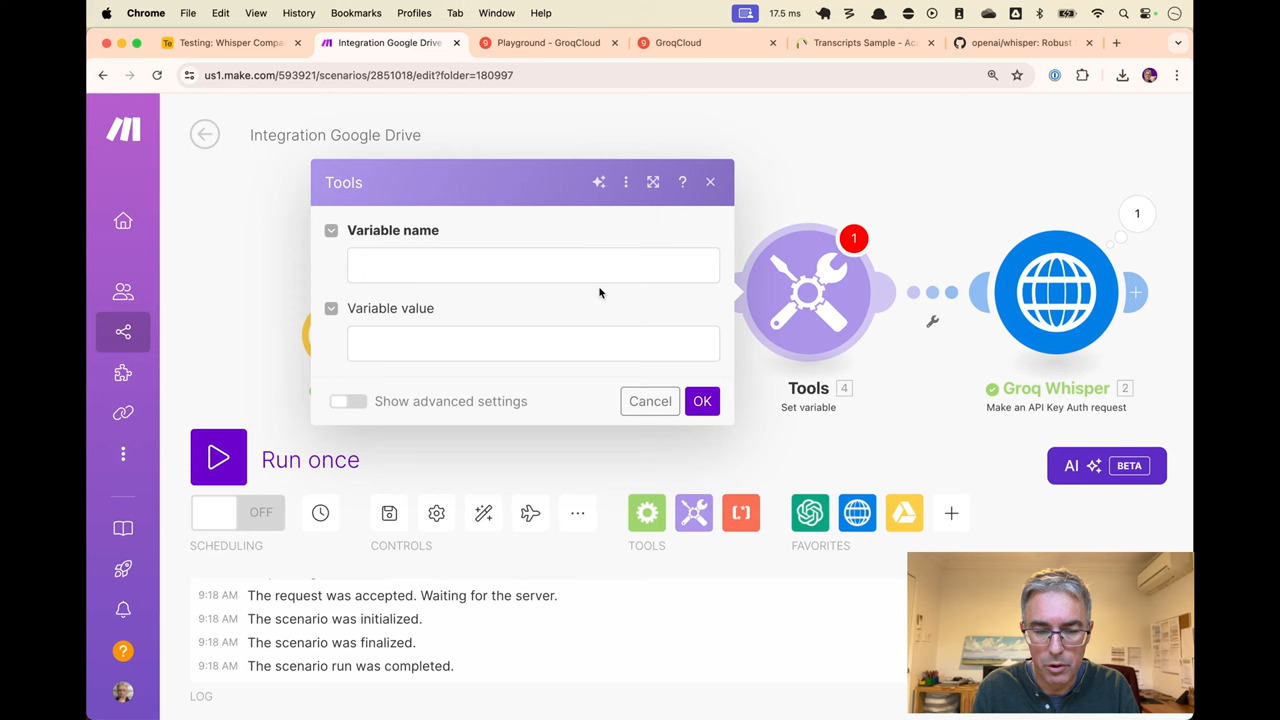 Chrome File Edit View History Bookmarks Profiles Tab Window Help 17.5 ms
Testing: Whisper Compa
Integration Google Drive
Playground - GroqCloud
GroqCloud
Transcripts Sample - Ac
openai/whisper: Robust
us1.make.com/593921/scenarios/2851018/edit?folder=180997
Integration Google Drive
Tools
Variable name
Variable value
Show advanced settings
Cancel
OK
1
1
Tools 4
Set variable
Groq Whisper 2
Make an API Key Auth request
Run once
AI BETA
OFF
SCHEDULING
CONTROLS
TOOLS
FAVORITES
9:18 AM The request was accepted. Waiting for the server.
9:18 AM The scenario was initialized.
9:18 AM The scenario was finalized.
9:18 AM The scenario run was completed.
LOG